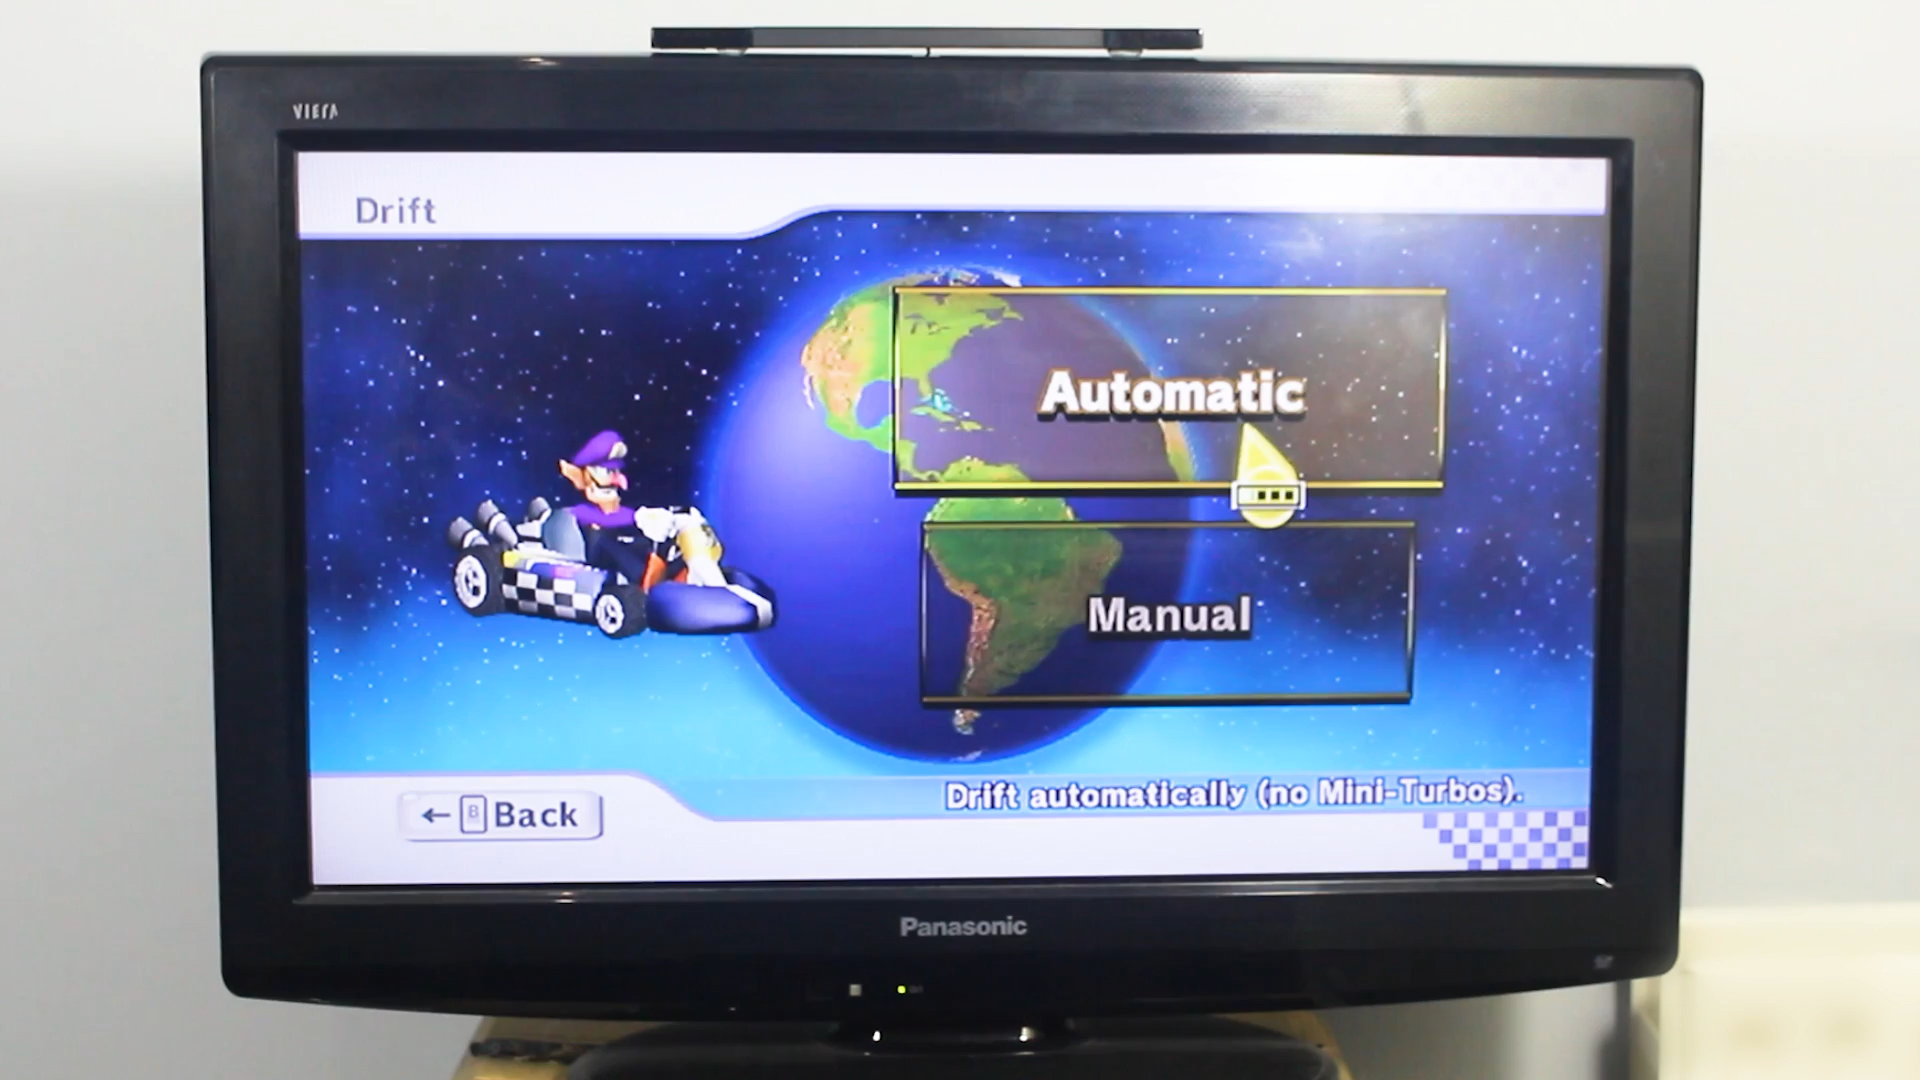 VIERA
Drift
Automatic
Manual
Drift automatically (no Mini-Turbos).
← B Back
Panasonic